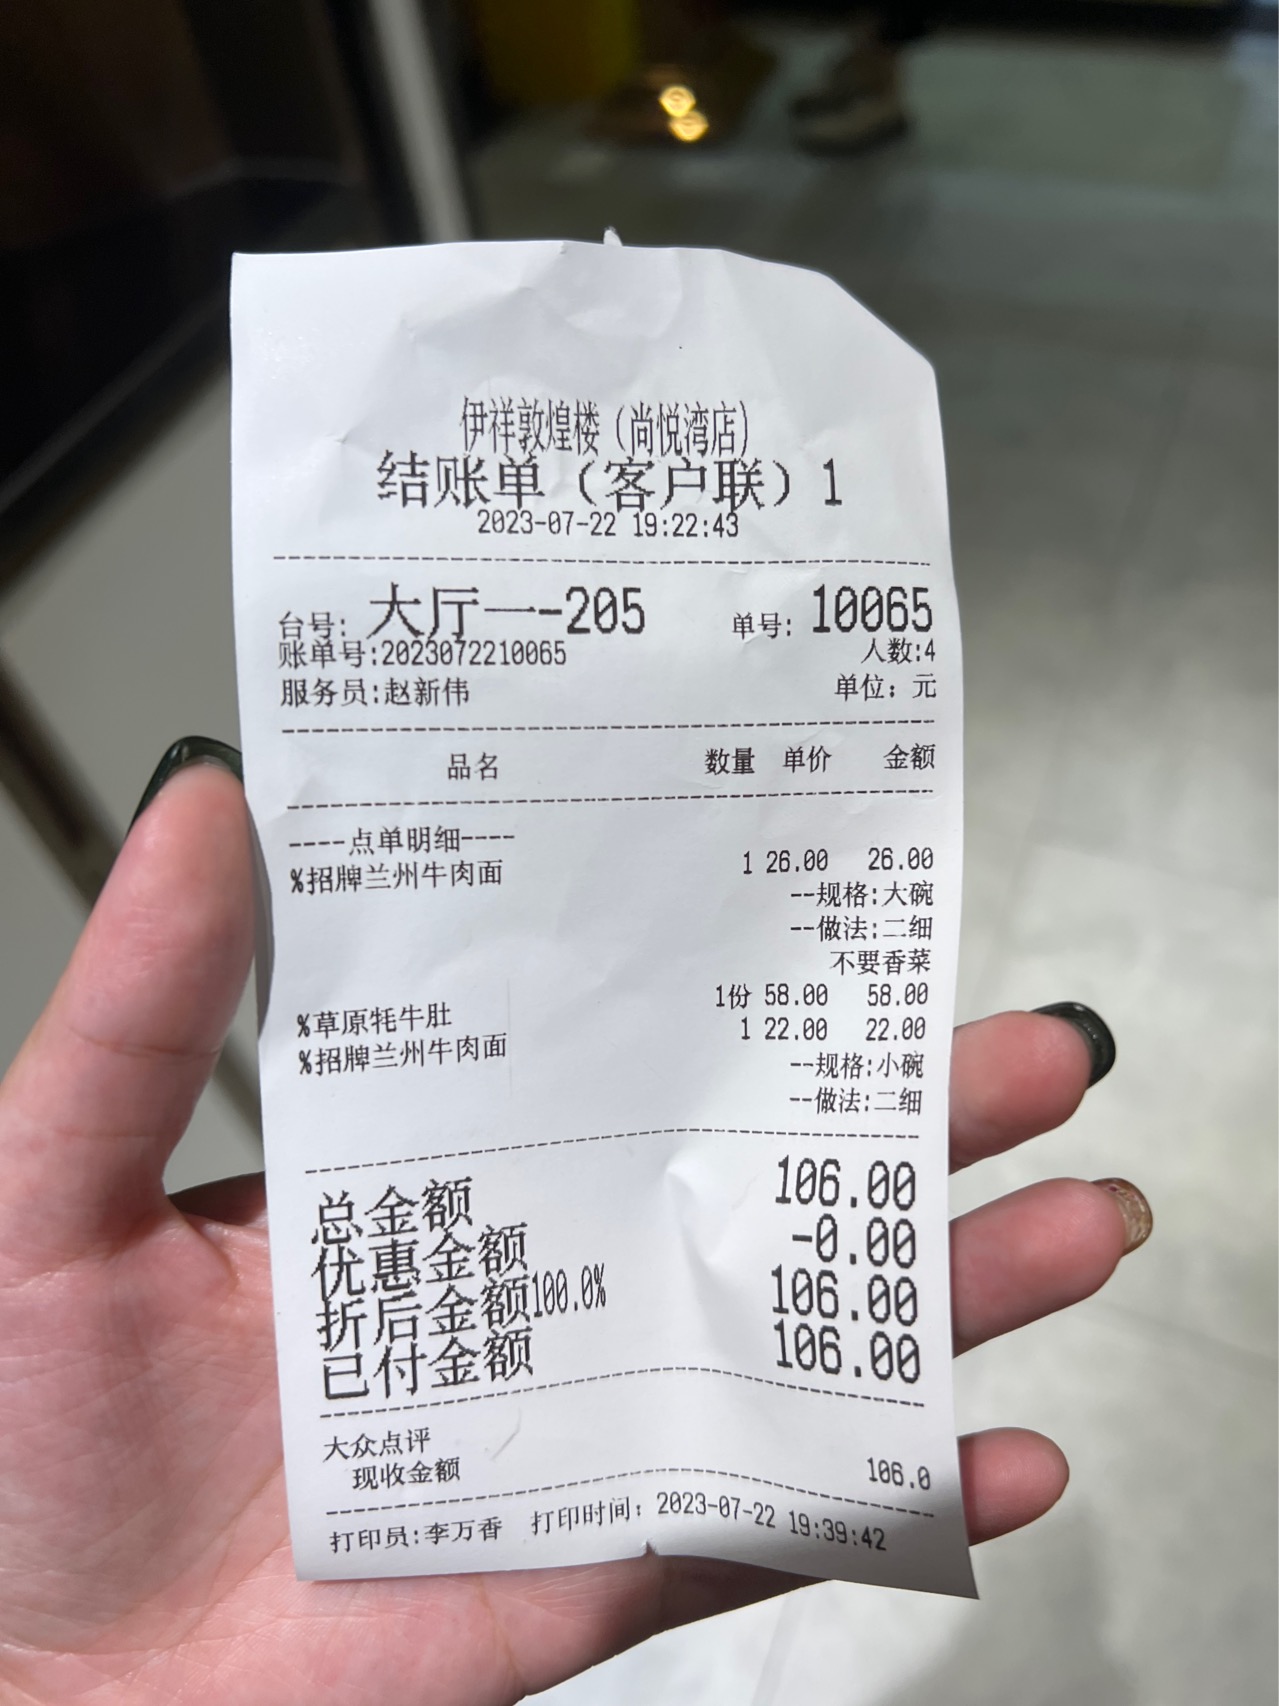 伊祥敦煌楼（尚悦湾店）
结账单（客户联）1
2023-07-22 19:22:43
台号: 大厅一-205 单号: 10065
账单号:2023072210065 人数:4
服务员:赵新伟 单位: 元
品名 数量 单价 金额
----点单明细----
%招牌兰州牛肉面 1 26.00 26.00
--规格:大碗
--做法:二细
不要香菜
%草原牦牛肚 1份 58.00 58.00
%招牌兰州牛肉面 1 22.00 22.00
--规格:小碗
--做法:二细
总金额 106.00
优惠金额 -0.00
折后金额100.0% 106.00
已付金额 106.00
大众点评
现收金额 106.0
打印员:李万香 打印时间: 2023-07-22 19:39:42